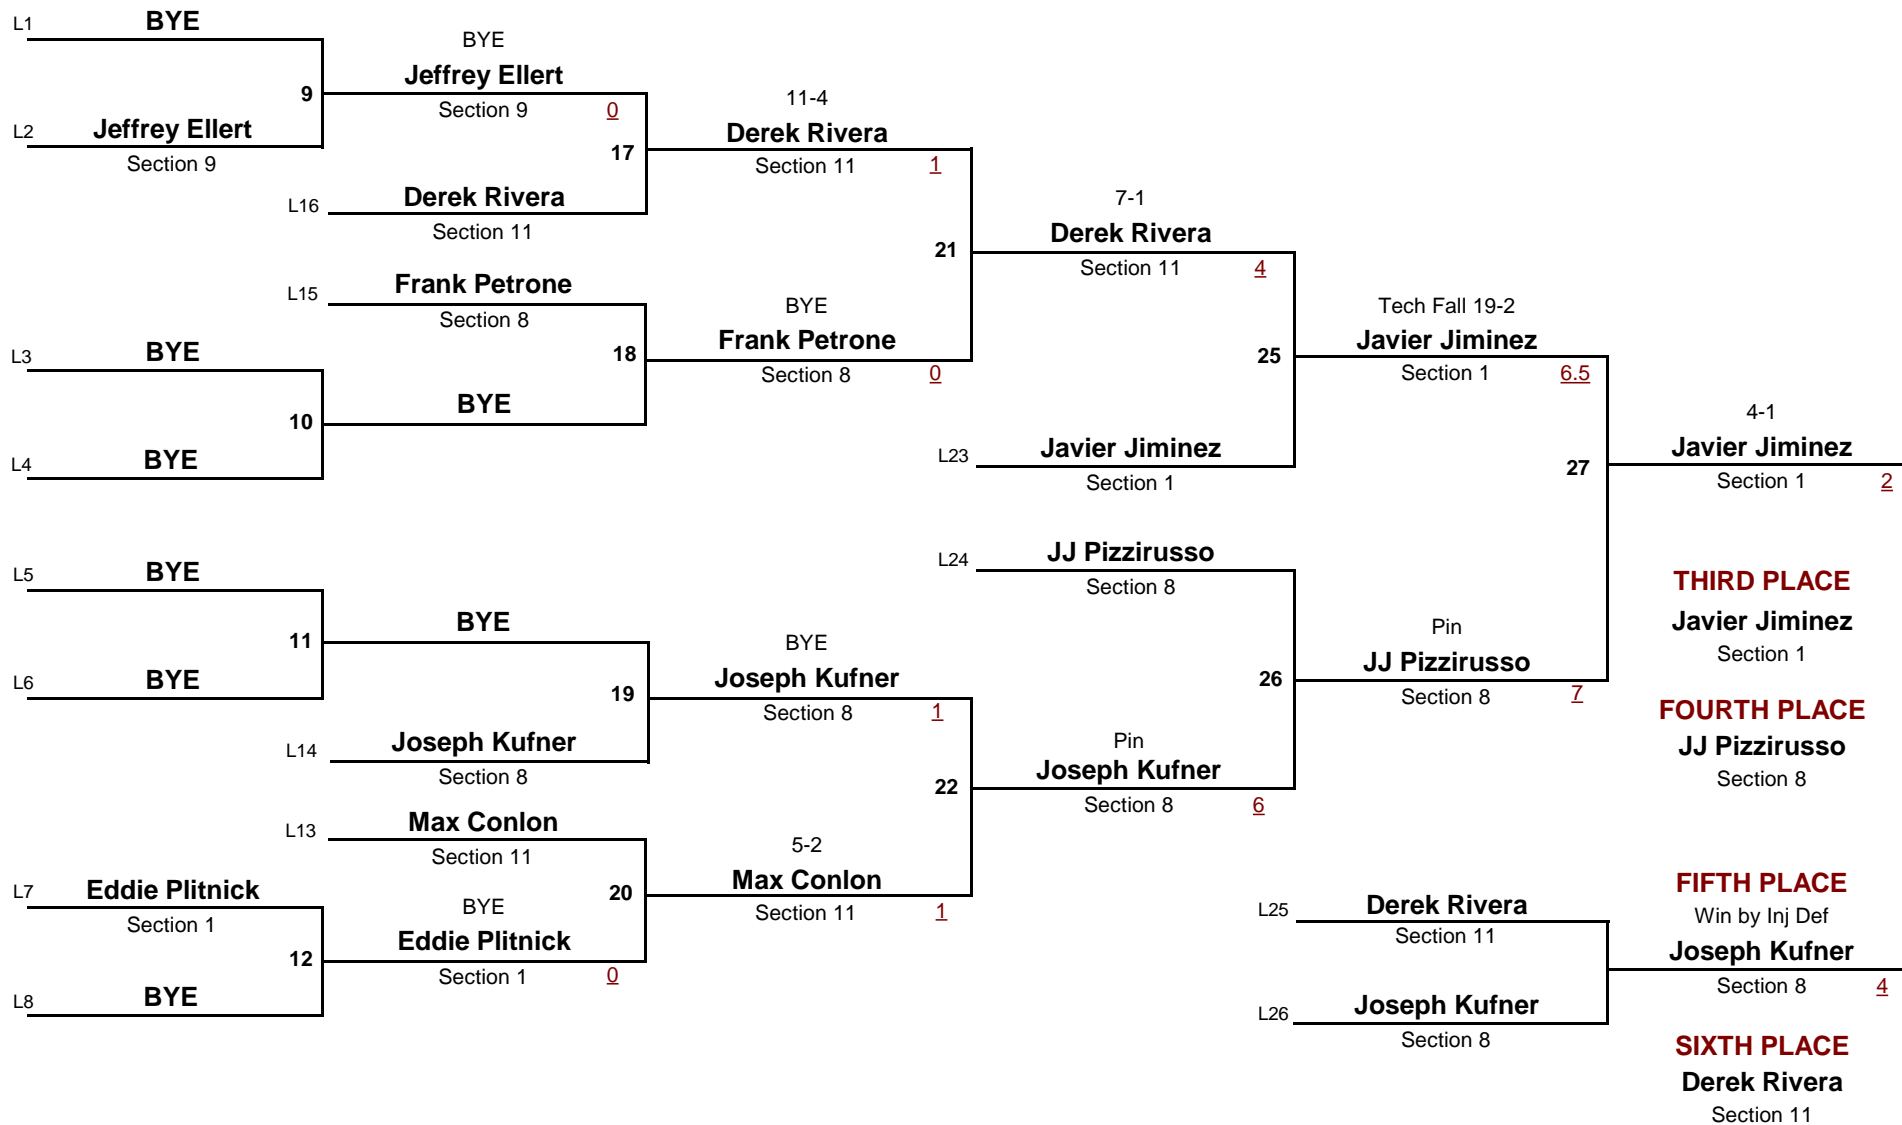 L1 BYE
BYE
Jeffrey Ellert
9
Section 9 0
L2 Jeffrey Ellert
Section 9
11-4
Derek Rivera
17
Section 11 1
L16 Derek Rivera
Section 11
7-1
Derek Rivera
21
Section 11 4
L15 Frank Petrone
Section 8
BYE
Frank Petrone
18
Section 8 0
L3 BYE
10 BYE
L4 BYE
Tech Fall 19-2
Javier Jiminez
25
Section 1 6.5
L23 Javier Jiminez
Section 1
4-1
Javier Jiminez
27
Section 1 2
L5 BYE
11 BYE
L6 BYE
BYE
Joseph Kufner
19
Section 8 1
L14 Joseph Kufner
Section 8
L24 JJ Pizzirusso
Section 8
Pin
JJ Pizzirusso
26
Section 8 7
Pin
Joseph Kufner
22
Section 8 6
L13 Max Conlon
Section 11
5-2
Max Conlon
20
Section 11 1
L7 Eddie Plitnick
Section 1
BYE
Eddie Plitnick
12
Section 1 0
L8 BYE
THIRD PLACE
Javier Jiminez
Section 1
FOURTH PLACE
JJ Pizzirusso
Section 8
L25 Derek Rivera
Section 11
L26 Joseph Kufner
Section 8
FIFTH PLACE
Win by Inj Def
Joseph Kufner
Section 8 4
SIXTH PLACE
Derek Rivera
Section 11